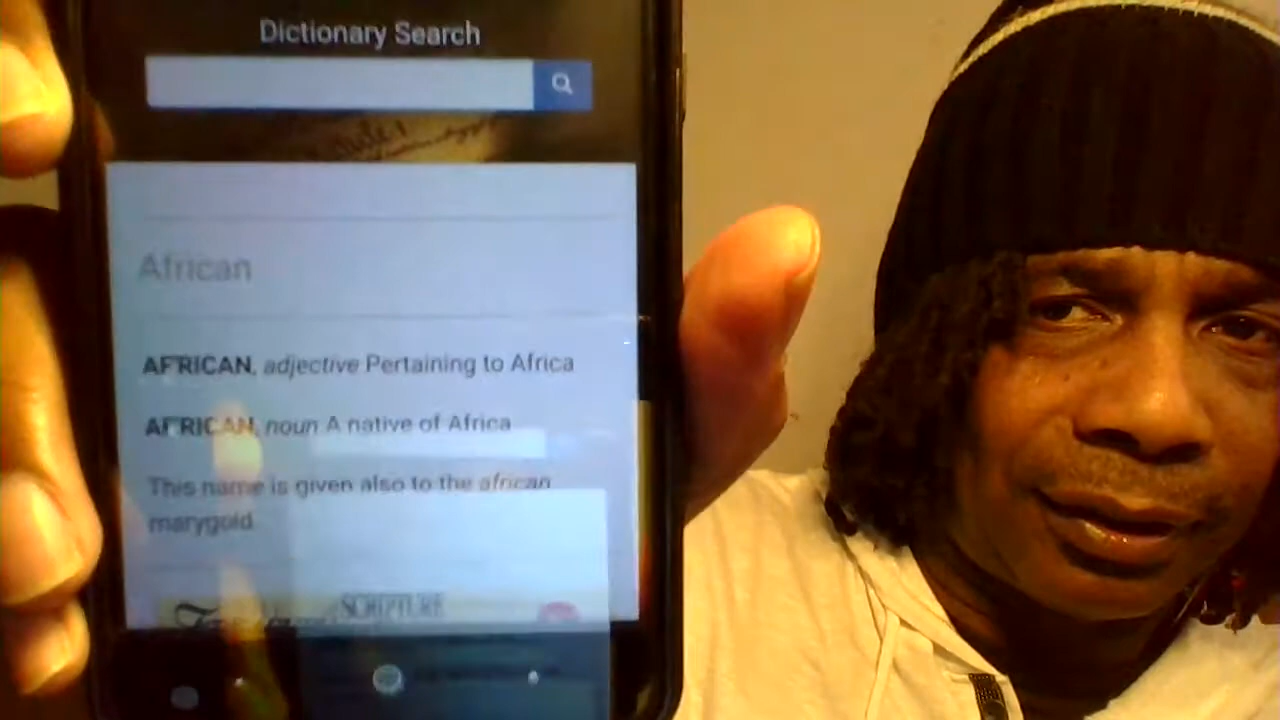 Dictionary Search
African
AFRICAN, adjective Pertaining to Africa
AFRICAN, noun A native of Africa
This name is given also to the african
marygold
SCRIPTURE